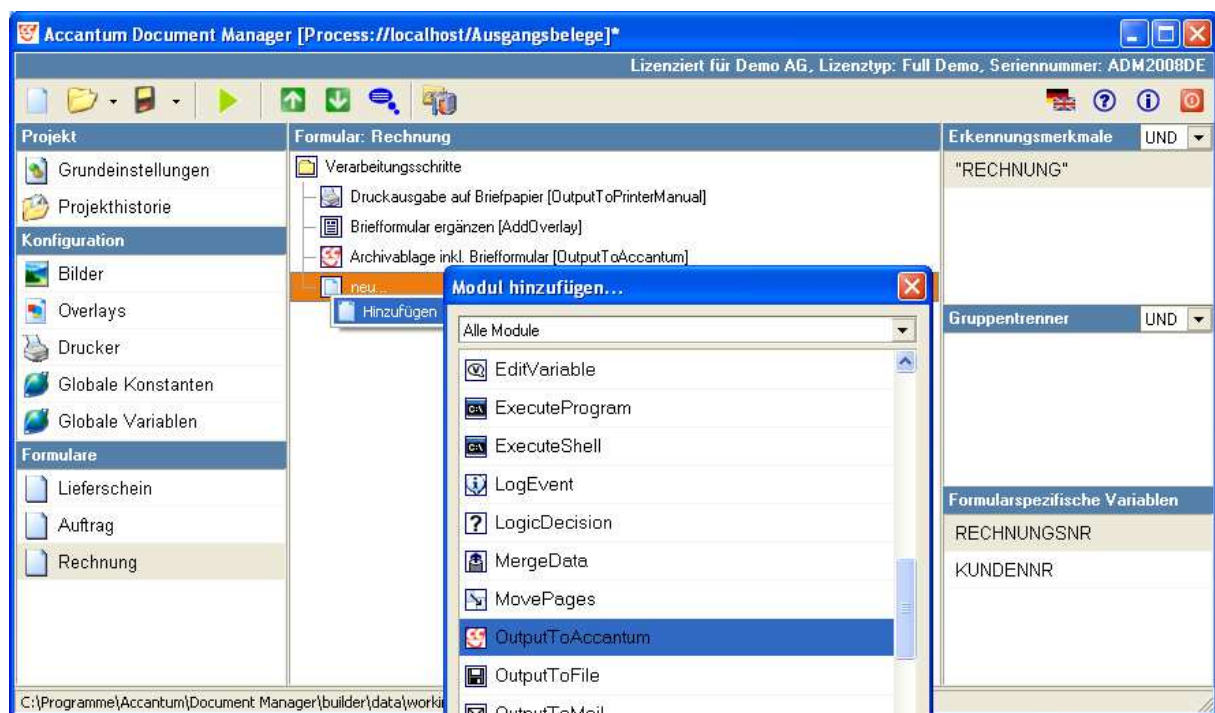 Accantum Document Manager [Process://localhost/Ausgangsbelege]*
Lizenziert für Demo AG, Lizenztyp: Full Demo, Seriennummer: ADM2008DE
Projekt
Grundeinstellungen
Projekthistorie
Konfiguration
Bilder
Overlays
Drucker
Globale Konstanten
Globale Variablen
Formulare
Lieferschein
Auftrag
Rechnung
Formular: Rechnung
Verarbeitungsschritte
Druckausgabe auf Briefpapier [OutputToPrinterManual]
Briefformular ergänzen [AddOverlay]
Archivablage inkl. Briefformular [OutputToAccantum]
neu...
Hinzufügen
Modul hinzufügen...
Alle Module
EditVariable
ExecuteProgram
ExecuteShell
LogEvent
LogicDecision
MergeData
MovePages
OutputToAccantum
OutputToFile
OutputToMail
Erkennungsmerkmale UND
"RECHNUNG"
Gruppentrenner UND
Formularspezifische Variablen
RECHNUNGSNR
KUNDENNR
C:\Programme\Accantum\Document Manager\builder\data\worki